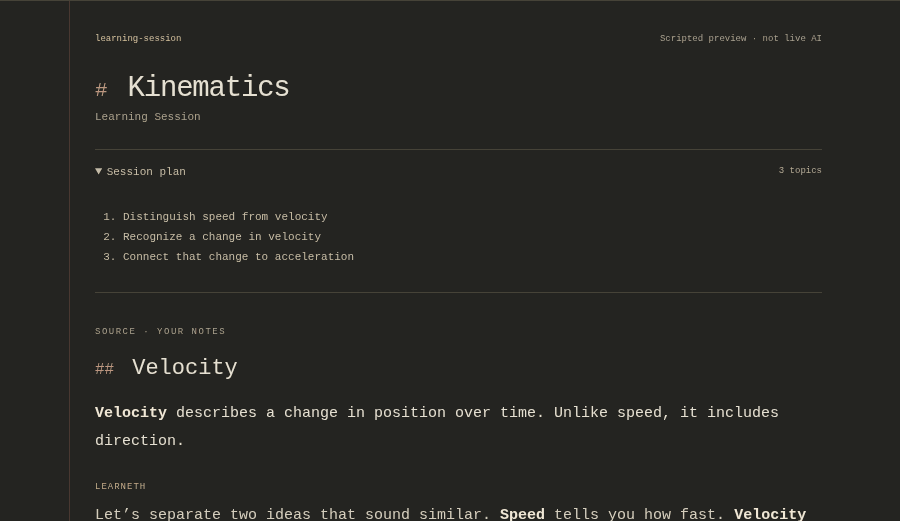 learning-session
Scripted preview · not live AI
# Kinematics
Learning Session
▼ Session plan
3 topics
1. Distinguish speed from velocity
2. Recognize a change in velocity
3. Connect that change to acceleration
SOURCE · YOUR NOTES
## Velocity
Velocity describes a change in position over time. Unlike speed, it includes
direction.
LEARNETH
Let’s separate two ideas that sound similar. Speed tells you how fast. Velocity